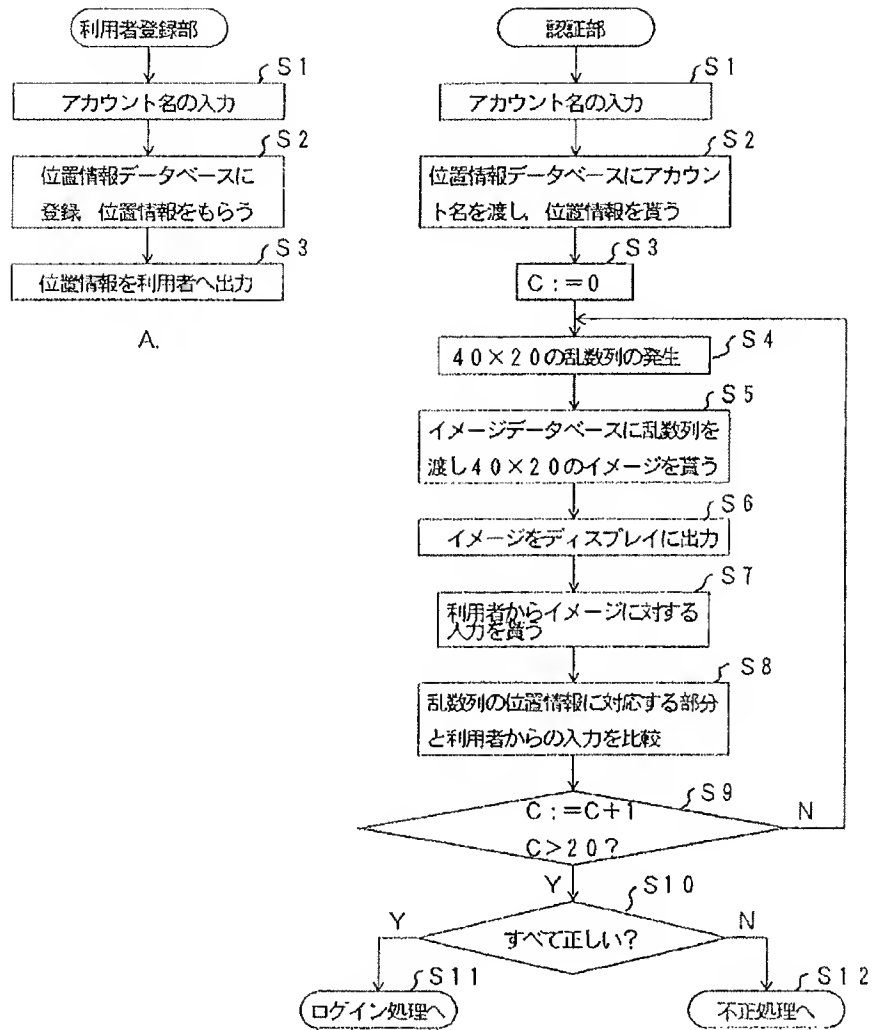 利用者登録部
S1
アカウント名の入力
S2
位置情報データベースに
登録,位置情報をもらう
S3
位置情報を利用者へ出力
A.
認証部
S1
アカウント名の入力
S2
位置情報データベースにアカウン
ト名を渡し,位置情報を貰う
S3
C:=0
S4
40×20の乱数列の発生
S5
イメージデータベースに乱数列を
渡し40×20のイメージを貰う
S6
イメージをディスプレイに出力
S7
利用者からイメージに対する
入力を貰う
S8
乱数列の位置情報に対応する部分
と利用者からの入力を比較
S9
C:=C+1
C>20?
N
Y
S10
すべて正しい?
Y
N
S11
ログイン処理へ
S12
不正処理へ